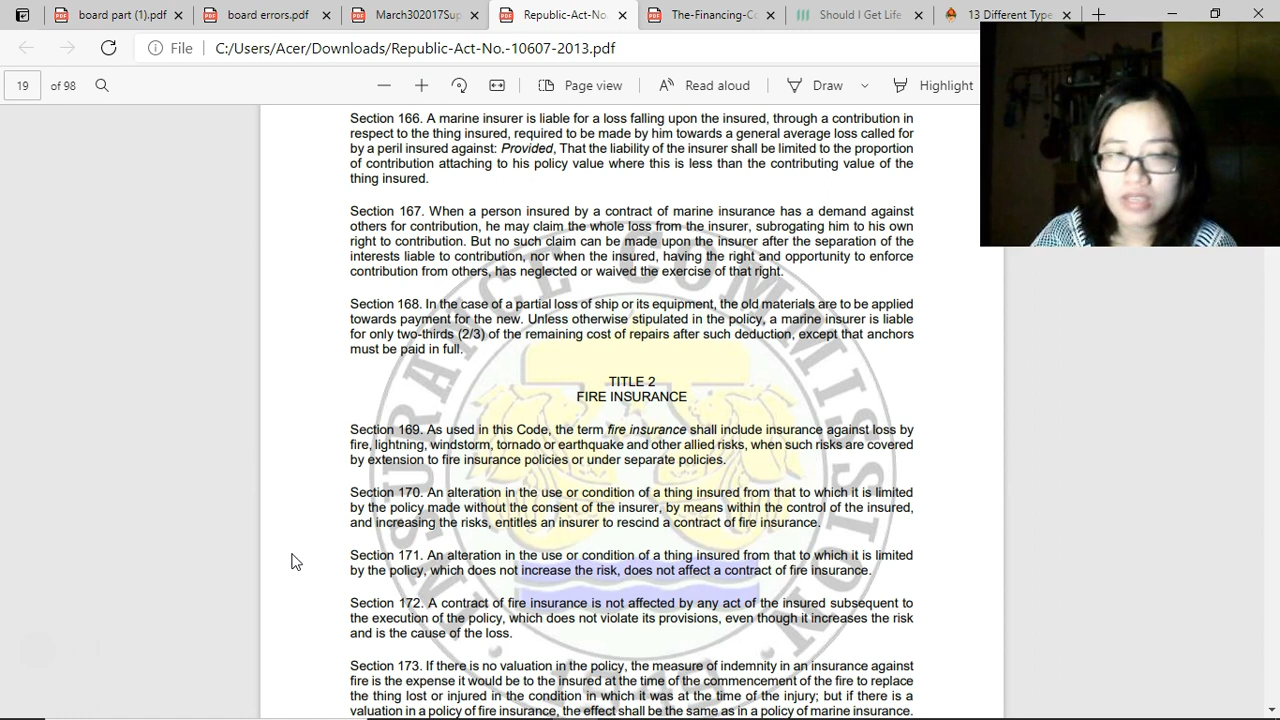 board part (1).pdf
board errors.pdf
March302017Sup
Republic-Act-No.
The-Financing-Co
Should I Get Life
13 Different Type
File
C:/Users/Acer/Downloads/Republic-Act-No.-10607-2013.pdf
19 of 98
Page view
Read aloud
Draw
Highlight
Section 166. A marine insurer is liable for a loss falling upon the insured, through a contribution in
respect to the thing insured, required to be made by him towards a general average loss called for
by a peril insured against: Provided, That the liability of the insurer shall be limited to the proportion
of contribution attaching to his policy value where this is less than the contributing value of the
thing insured.
Section 167. When a person insured by a contract of marine insurance has a demand against
others for contribution, he may claim the whole loss from the insurer, subrogating him to his own
right to contribution. But no such claim can be made upon the insurer after the separation of the
interests liable to contribution, nor when the insured, having the right and opportunity to enforce
contribution from others, has neglected or waived the exercise of that right.
Section 168. In the case of a partial loss of ship or its equipment, the old materials are to be applied
towards payment for the new. Unless otherwise stipulated in the policy, a marine insurer is liable
for only two-thirds (2/3) of the remaining cost of repairs after such deduction, except that anchors
must be paid in full.
TITLE 2
FIRE INSURANCE
Section 169. As used in this Code, the term fire insurance shall include insurance against loss by
fire, lightning, windstorm, tornado or earthquake and other allied risks, when such risks are covered
by extension to fire insurance policies or under separate policies.
Section 170. An alteration in the use or condition of a thing insured from that to which it is limited
by the policy made without the consent of the insurer, by means within the control of the insured,
and increasing the risks, entitles an insurer to rescind a contract of fire insurance.
Section 171. An alteration in the use or condition of a thing insured from that to which it is limited
by the policy, which does not increase the risk, does not affect a contract of fire insurance.
Section 172. A contract of fire insurance is not affected by any act of the insured subsequent to
the execution of the policy, which does not violate its provisions, even though it increases the risk
and is the cause of the loss.
Section 173. If there is no valuation in the policy, the measure of indemnity in an insurance against
fire is the expense it would be to the insured at the time of the commencement of the fire to replace
the thing lost or injured in the condition in which it was at the time of the injury; but if there is a
valuation in a policy of fire insurance, the effect shall be the same as in a policy of marine insurance.
INSURANCE COMMISSION
1949